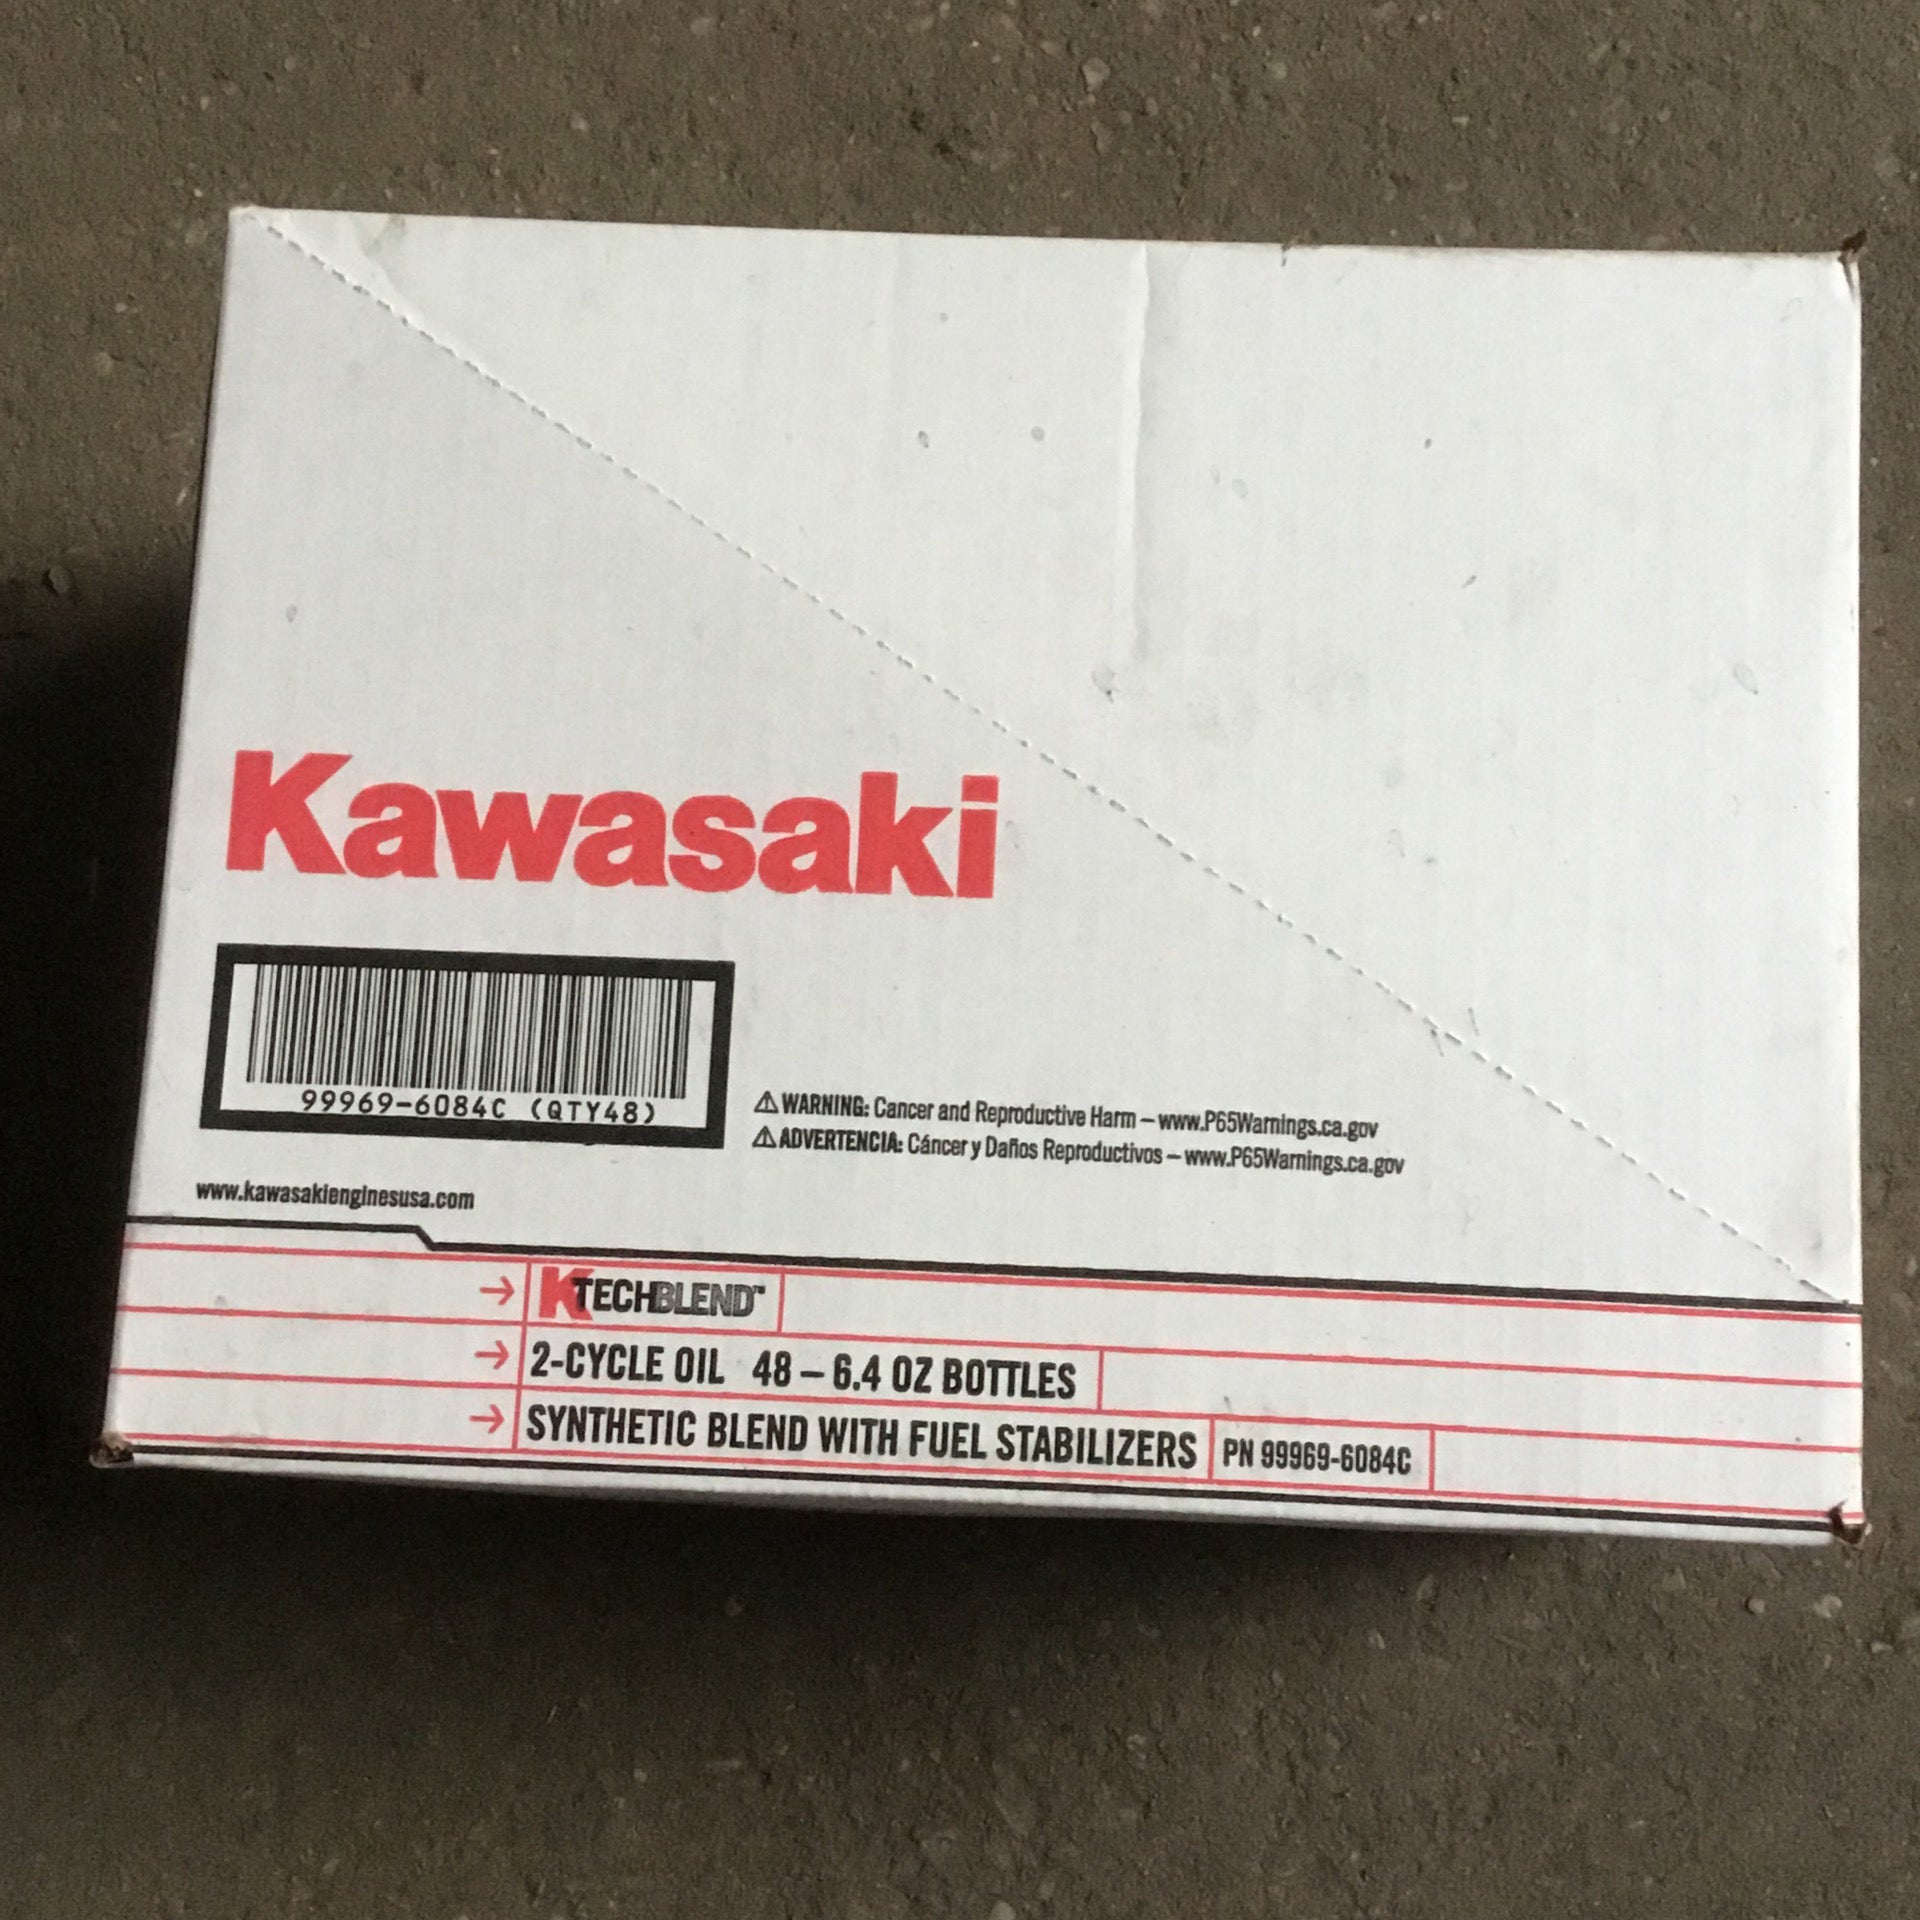 Kawasaki
99969-6084C (QTY48)
⚠ WARNING: Cancer and Reproductive Harm – www.P65Warnings.ca.gov
⚠ ADVERTENCIA: Cáncer y Daños Reproductivos – www.P65Warnings.ca.gov
www.kawasakienginesusa.com
→ KTECHBLEND™
→ 2-CYCLE OIL 48 – 6.4 OZ BOTTLES
→ SYNTHETIC BLEND WITH FUEL STABILIZERS PN 99969-6084C